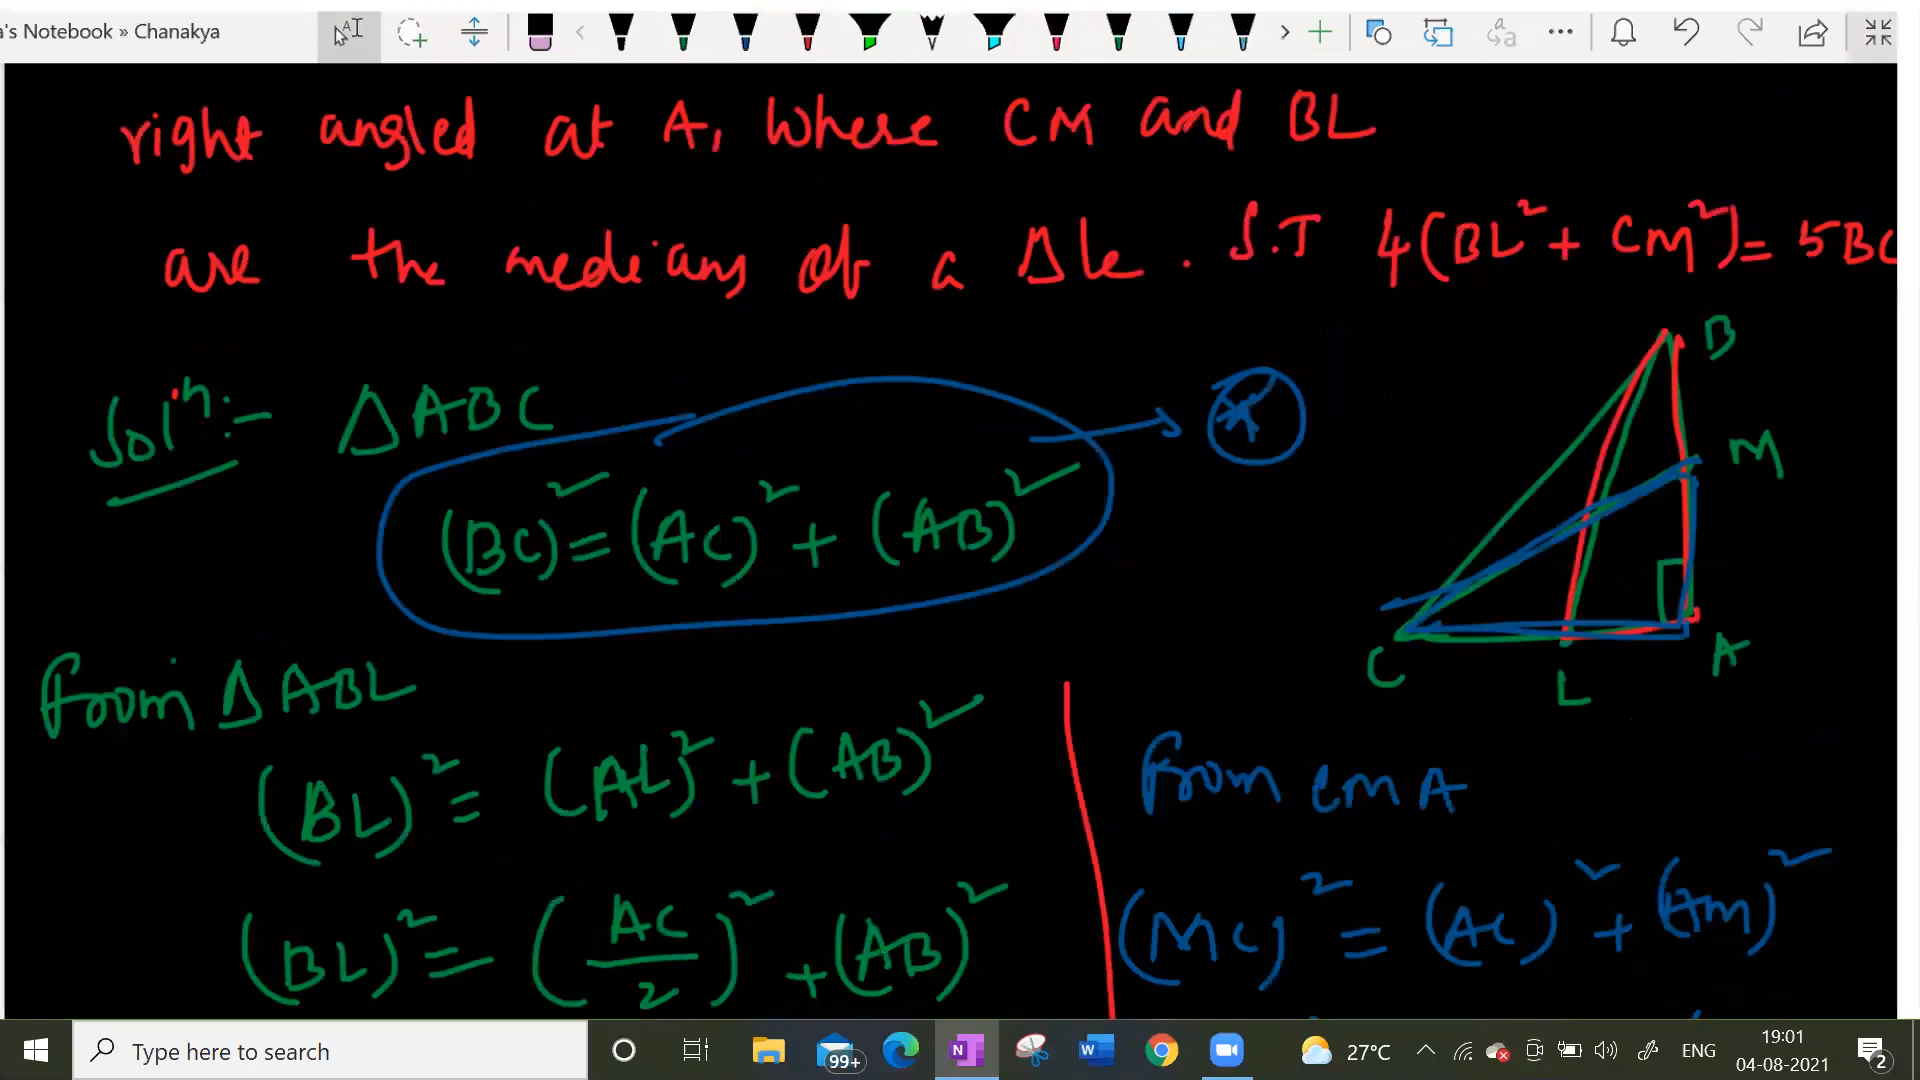 's Notebook » Chanakya
right angled at A, where CM and BL
are the medians of a Δle. S.T 4(BL² + CM²) = 5BC
Solⁿ:- ΔABC
(BC)² = (AC)² + (AB)²
*
B
M
C
L
A
from ΔABL
(BL)² = (AL)² + (AB)²
(BL)² = (AC/2)² + (AB)²
from CMA
(MC)² = (AC)² + (AM)²
Type here to search
99+
27°C
ENG
19:01
04-08-2021
2